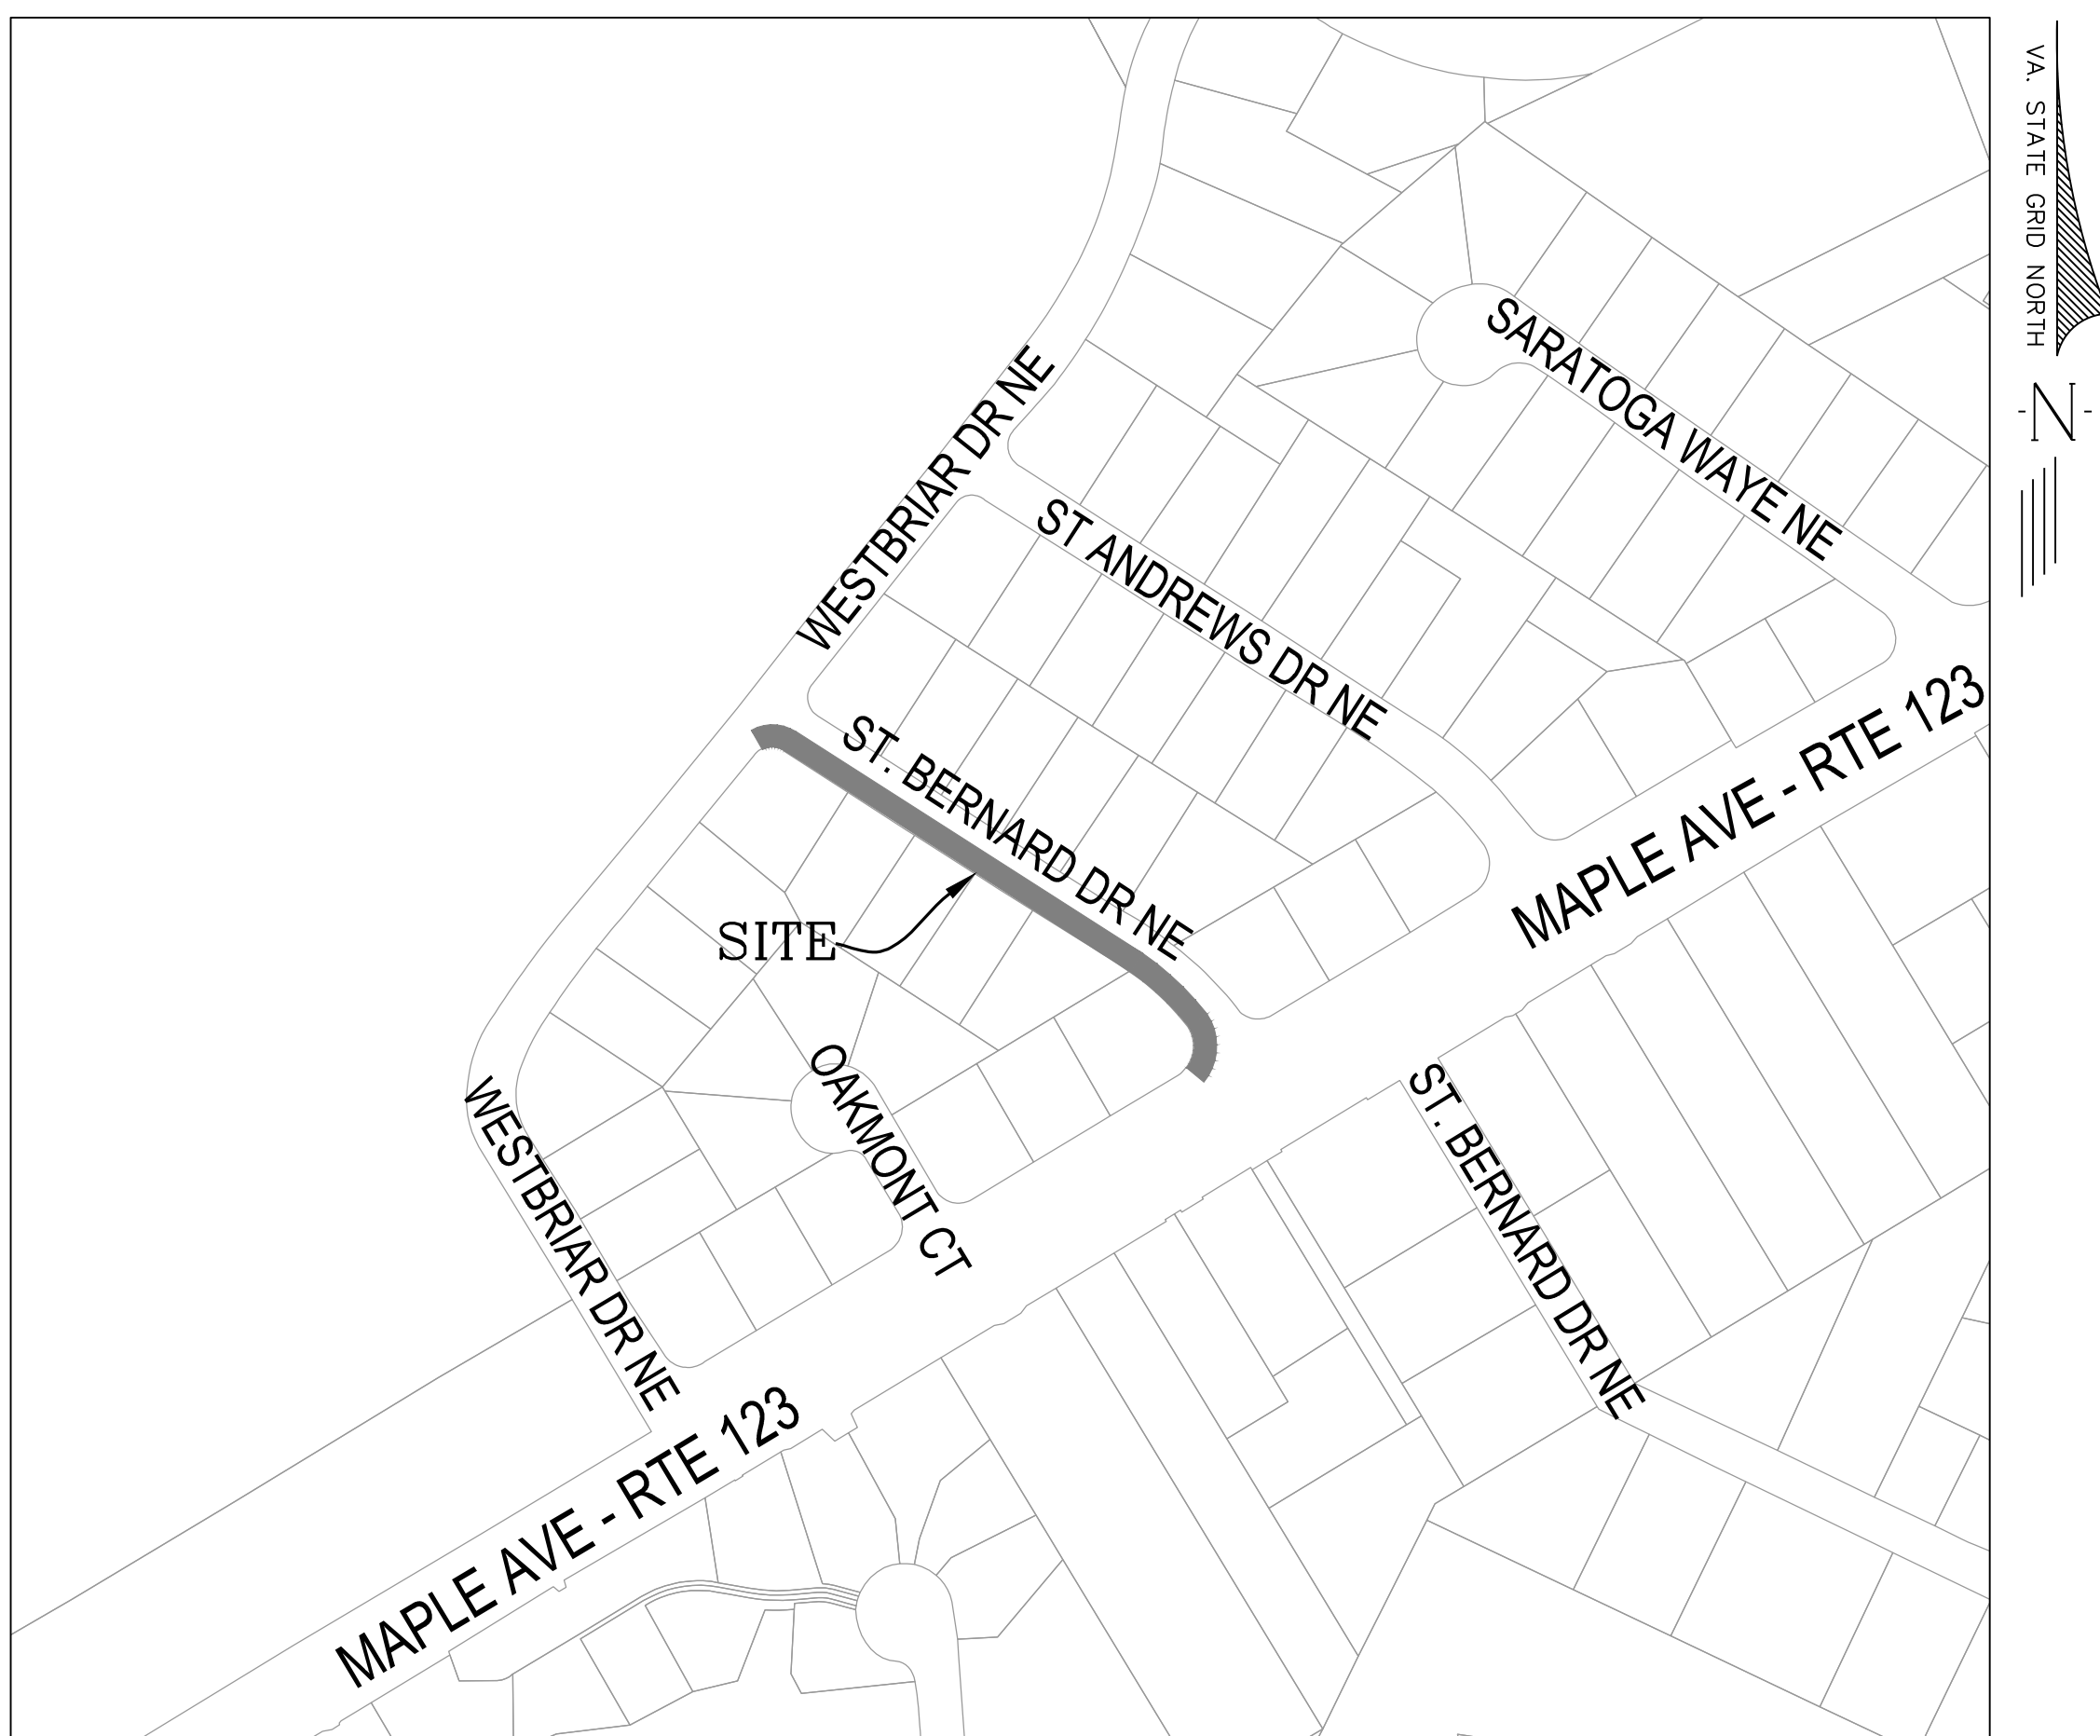 VA. STATE GRID NORTH
N
SARATOGA WAYE NE
WESTBRIAR DR NE
ST ANDREWS DR NE
MAPLE AVE - RTE 123
ST. BERNARD DR NE
SITE
OAKMONT CT
ST. BERNARD DR NE
WESTBRIAR DR NE
MAPLE AVE - RTE 123